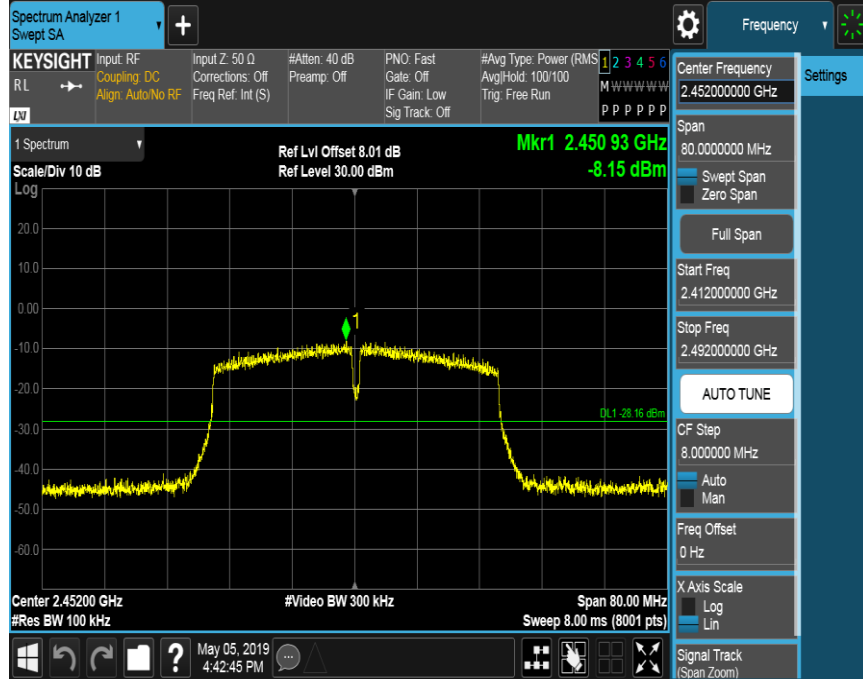 Spectrum Analyzer 1
Swept SA
+
Frequency
KEYSIGHT
RL
LXI
Input: RF
Coupling: DC
Align: Auto/No RF
Input Z: 50 Ω
Corrections: Off
Freq Ref: Int (S)
#Atten: 40 dB
Preamp: Off
PNO: Fast
Gate: Off
IF Gain: Low
Sig Track: Off
#Avg Type: Power (RMS
Avg|Hold: 100/100
Trig: Free Run
1 2 3 4 5 6
M W W W W W
P P P P P P
Center Frequency
2.452000000 GHz
Settings
1 Spectrum
Scale/Div 10 dB
Log
Ref Lvl Offset 8.01 dB
Ref Level 30.00 dBm
Mkr1 2.450 93 GHz
-8.15 dBm
Span
80.0000000 MHz
Swept Span
Zero Span
Full Span
Start Freq
2.412000000 GHz
Stop Freq
2.492000000 GHz
AUTO TUNE
CF Step
8.000000 MHz
Auto
Man
Freq Offset
0 Hz
X Axis Scale
Log
Lin
Signal Track
(Span Zoom)
20.0
10.0
0.00
-10.0
-20.0
-30.0
-40.0
-50.0
-60.0
1
DL1 -28.16 dBm
Center 2.45200 GHz
#Res BW 100 kHz
#Video BW 300 kHz
Span 80.00 MHz
Sweep 8.00 ms (8001 pts)
?
May 05, 2019
4:42:45 PM